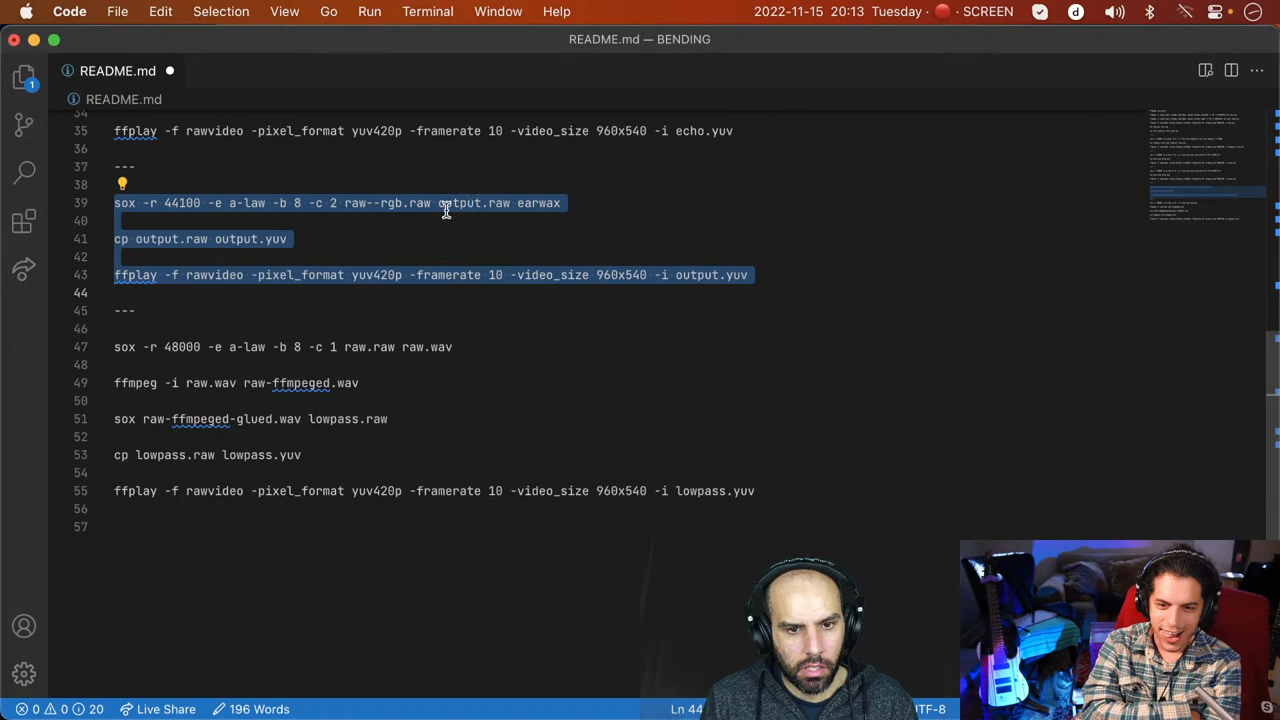 Code File Edit Selection View Go Run Terminal Window Help 2022-11-15 20:13 Tuesday SCREEN d
README.md — BENDING
README.md
README.md
34
35 ffplay -f rawvideo -pixel_format yuv420p -framerate 10 -video_size 960x540 -i echo.yuv
36
37 ---
38
39 sox -r 44100 -e a-law -b 8 -c 2 raw--rgb.raw output.raw earwax
40
41 cp output.raw output.yuv
42
43 ffplay -f rawvideo -pixel_format yuv420p -framerate 10 -video_size 960x540 -i output.yuv
44
45 ---
46
47 sox -r 48000 -e a-law -b 8 -c 1 raw.raw raw.wav
48
49 ffmpeg -i raw.wav raw-ffmpeged.wav
50
51 sox raw-ffmpeged-glued.wav lowpass.raw
52
53 cp lowpass.raw lowpass.yuv
54
55 ffplay -f rawvideo -pixel_format yuv420p -framerate 10 -video_size 960x540 -i lowpass.yuv
56
57
1
0 0 20 Live Share 196 Words Ln 44 UTF-8